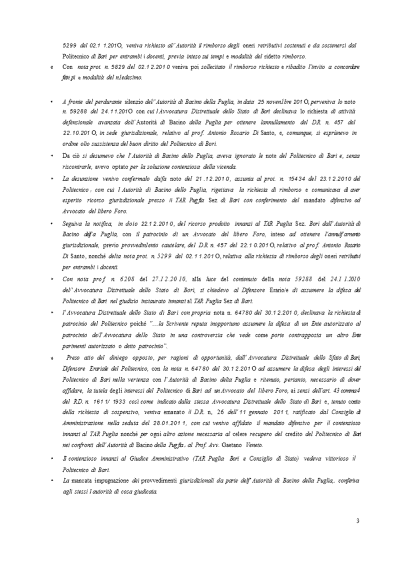 5299 del 02.11.2010, veniva richiesto all'Autorità il rimborso degli oneri retributivi sostenuti e da sostenersi dal
Politecnico di Bari per entrambi i docenti, previa intesa sui tempi e modalità del ridetto rimborso.
Con nota prot. n. 5829 del 02.12.2010 veniva poi sollecitato il rimborso richiesto e ribadito l'invito a concordare
tempi e modalità del medesimo.
• A fronte del perdurante silenzio dell'Autorità di Bacino della Puglia, in data 25 novembre 2010, perveniva la nota
n. 59288 del 24.11.2010 con cui l'Avvocatura Distrettuale dello Stato di Bari declinava la richiesta di attività
defensionale avanzata dall'Autorità di Bacino della Puglia per ottenere l'annullamento del D.R. n. 457 del
22.10.2010, in sede giurisdizionale, relativo al prof. Antonio Rosario Di Santo, e, comunque, si esprimeva in
ordine alla sussistenza del buon diritto del Politecnico di Bari.
• Da ciò si desumeva che l'Autorità di Bacino della Puglia, aveva ignorato le note del Politecnico di Bari e, senza
riscontrarle, aveva optato per la soluzione contenziosa della vicenda.
• La desunzione veniva confermata dalla nota del 21.12.2010, assunta al prot. n. 15434 del 23.12.2010 del
Politecnico, con cui l'Autorità di Bacino della Puglia, rigettava la richiesta di rimborso e comunicava di aver
esperito ricorso giurisdizionale presso il TAR Puglia Sez. di Bari con conferimento del mandato difensivo ad
Avvocato del libero Foro.
• Seguiva la notifica, in data 22.12.2010, del ricorso prodotto innanzi al TAR Puglia Sez. Bari dall'Autorità di
Bacino della Puglia, con il patrocinio di un Avvocato del libero Foro, inteso ad ottenere l'annullamento
giurisdizionale, previo provvedimento cautelare, del D.R. n. 457 del 22.10.2010, relativo al prof. Antonio Rosario
Di Santo, nonché della nota prot. n. 5299 del 02.11.2010, relativa alla richiesta di rimborso degli oneri retributivi
per entrambi i docenti.
• Con nota prot. n. 6208 del 27.12.2010, alla luce del contenuto della nota 59288 del 24.11.2010
dell'Avvocatura Distrettuale dello Stato di Bari, si chiedeva al Difensore Erariale di assumere la difesa del
Politecnico di Bari nel giudizio instaurato innanzi al TAR Puglia Sez. di Bari.
• l'Avvocatura Distrettuale dello Stato di Bari con propria nota n. 64780 del 30.12.2010, declinava la richiesta di
patrocinio del Politecnico poiché "...la Scrivente reputa inopportuno assumere la difesa di un Ente autorizzato al
patrocinio dell'Avvocatura dello Stato in una controversia che vede come parte contrapposta un altro Ente
parimenti autorizzato a detto patrocinio".
Preso atto del diniego opposto, per ragioni di opportunità, dall'Avvocatura Distrettuale dello Stato di Bari,
Difensore Erariale del Politecnico, con la nota n. 64780 del 30.12.2010 ad assumere la difesa degli interessi del
Politecnico di Bari nella vertenza con l'Autorità di Bacino della Puglia e ritenuto, peranto, necessario di dover
affidare, la tutela degli interessi del Politecnico di Bari ad un Avvocato del libero Foro, ai sensi dell'art. 43 comma 4
del R.D. n. 1611/ 1933 così come indicato dalla stessa Avvocatura Distrettuale dello Stato di Bari e, tenuto conto
della richiesta di sospensiva, veniva emanato il D.R. n. 26 dell'11 gennaio 2011, ratificato dal Consiglio di
Amministrazione nella seduta del 28.01.2011, con cui veniva affidato il mandato difensivo per il contenzioso
innanzi al TAR Puglia nonché per ogni altra azione necessaria al celere recupero del credito del Politecnico di Bari
nei confronti dell'Autorità di Bacino della Puglia, al Prof. Avv. Gaetano Veneto.
• Il contenzioso innanzi al Giudice Amministrativo (TAR Puglia Bari e Consiglio di Stato) vedeva vittorioso il
Politecnico di Bari.
• La mancata impugnazione dei provvedimenti giurisdizionali da parte dell'Autorità di Bacino della Puglia, conferiva
agli stessi l'autorità di cosa giudicata.
3